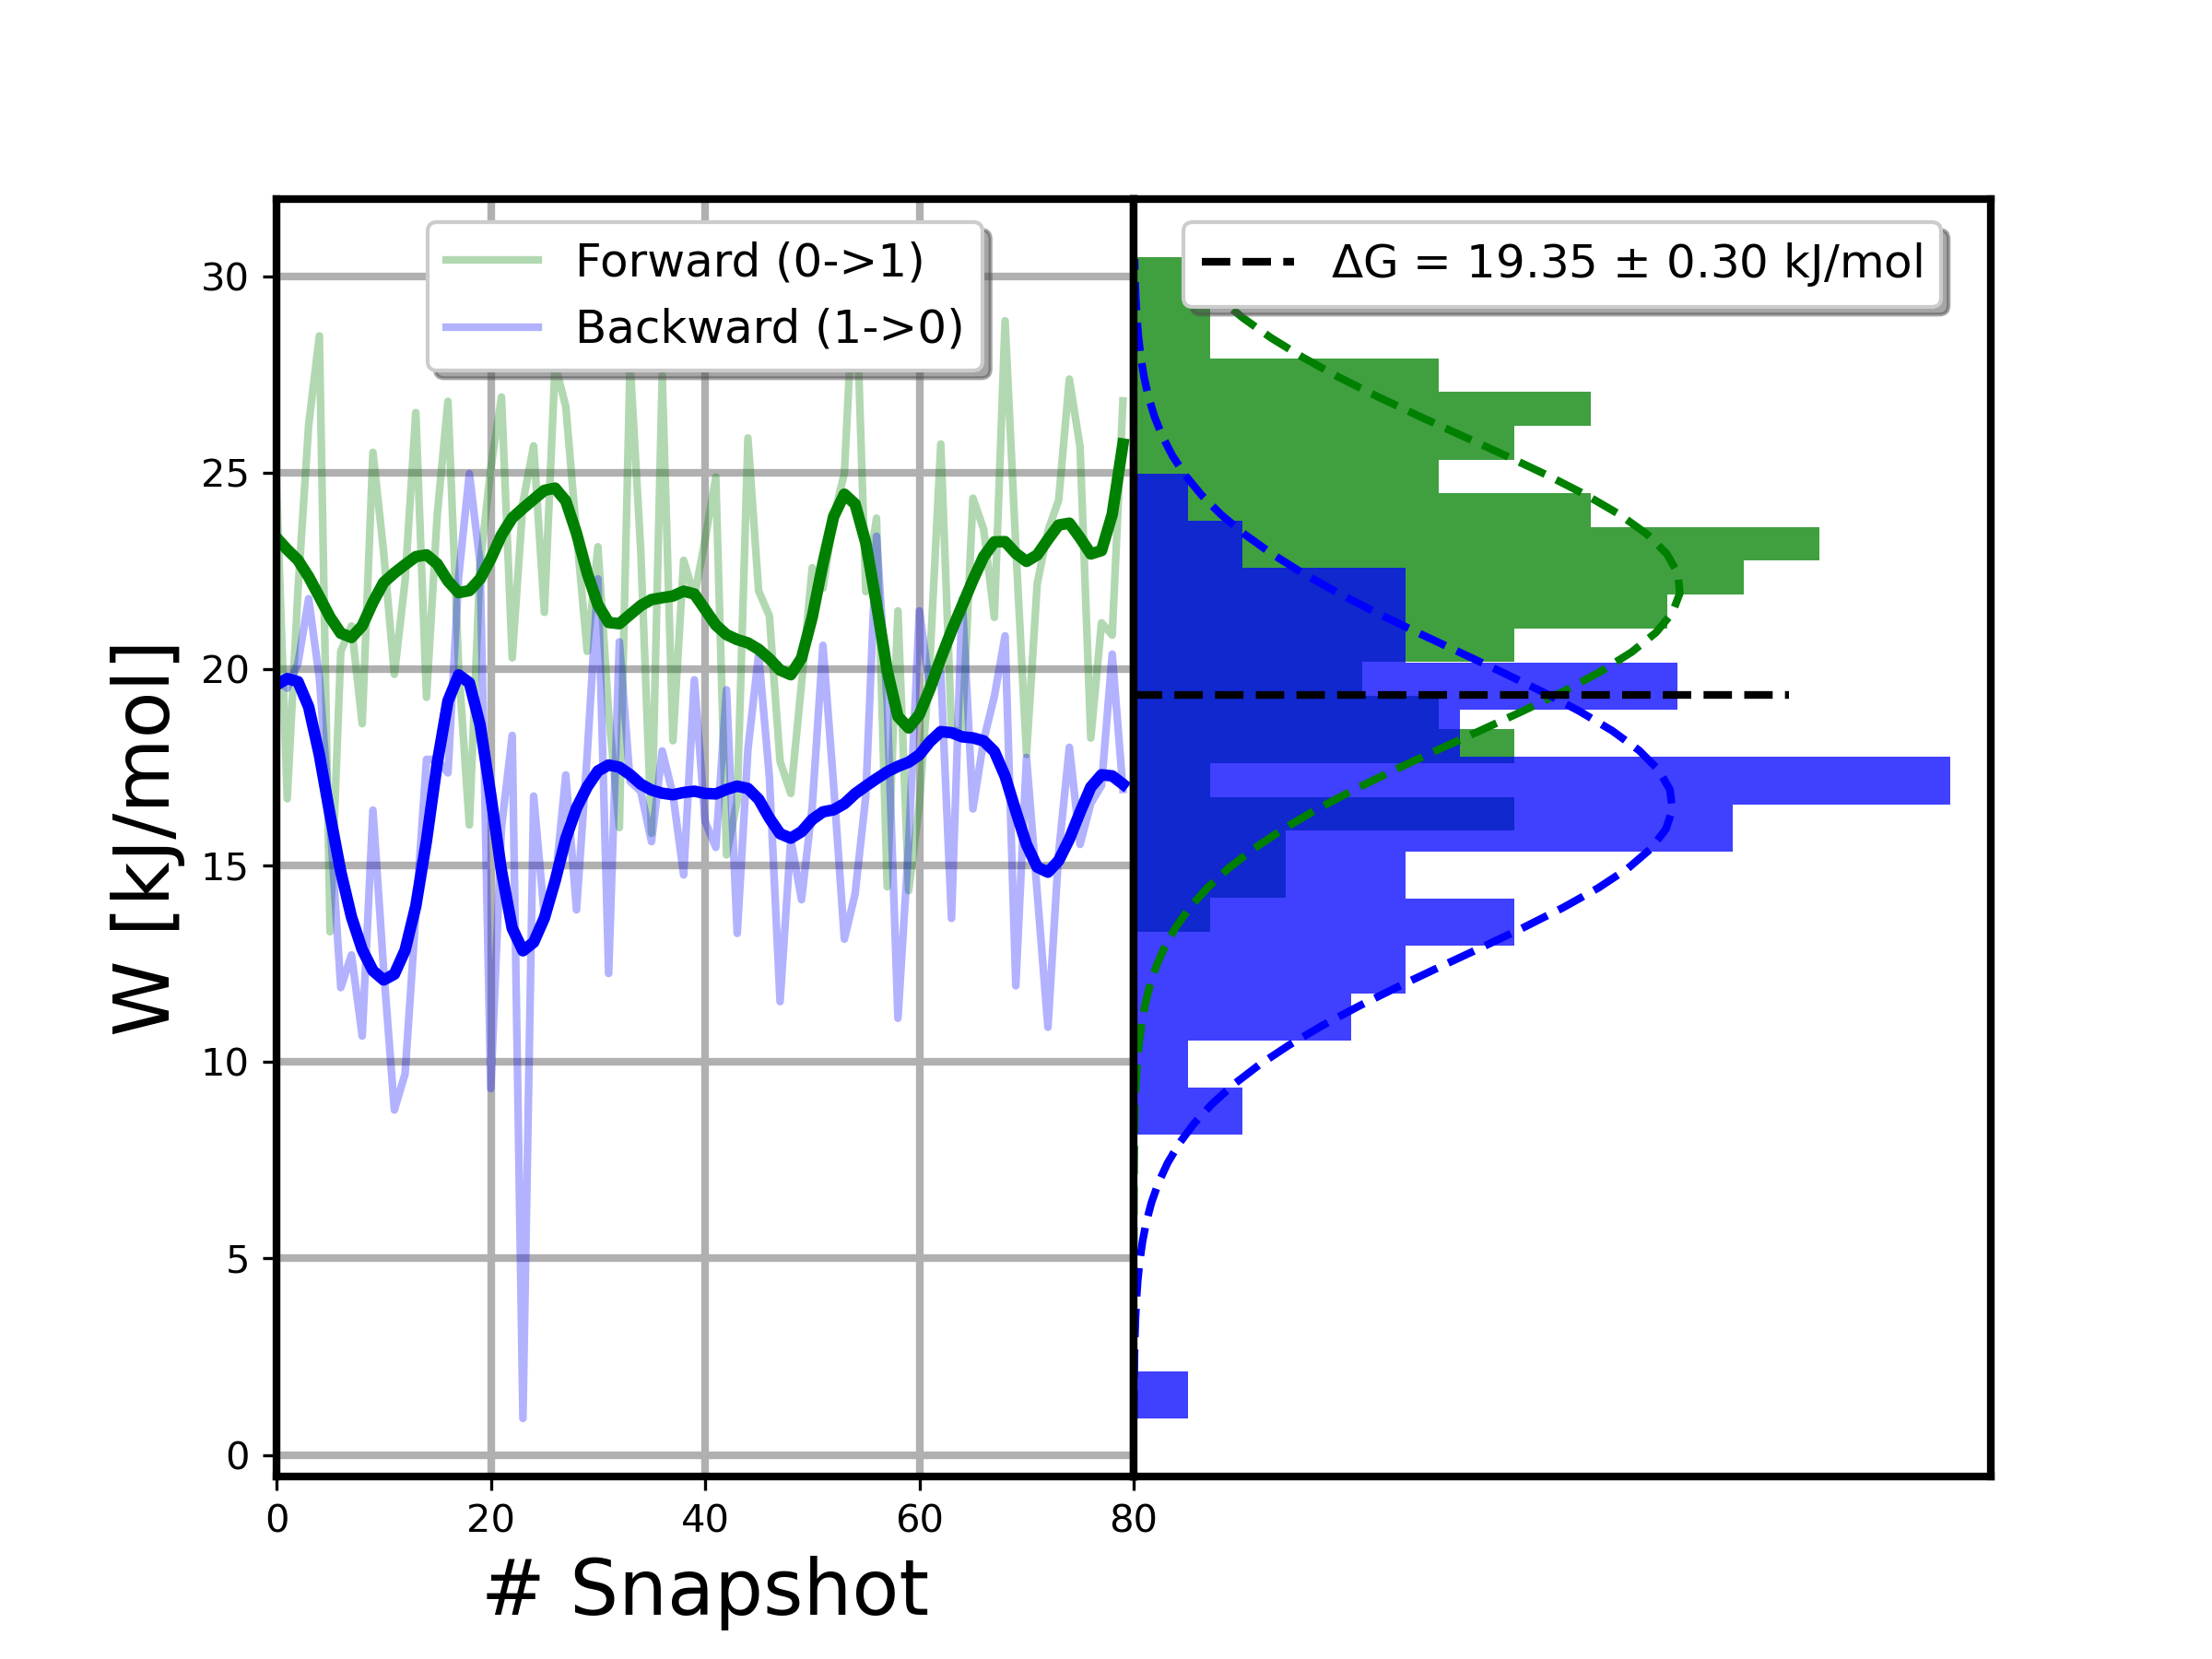 Forward (0->1)
Backward (1->0)
ΔG = 19.35 ± 0.30 kJ/mol
W [kJ/mol]
30
25
20
15
10
5
0
0 20 40 60 80
# Snapshot